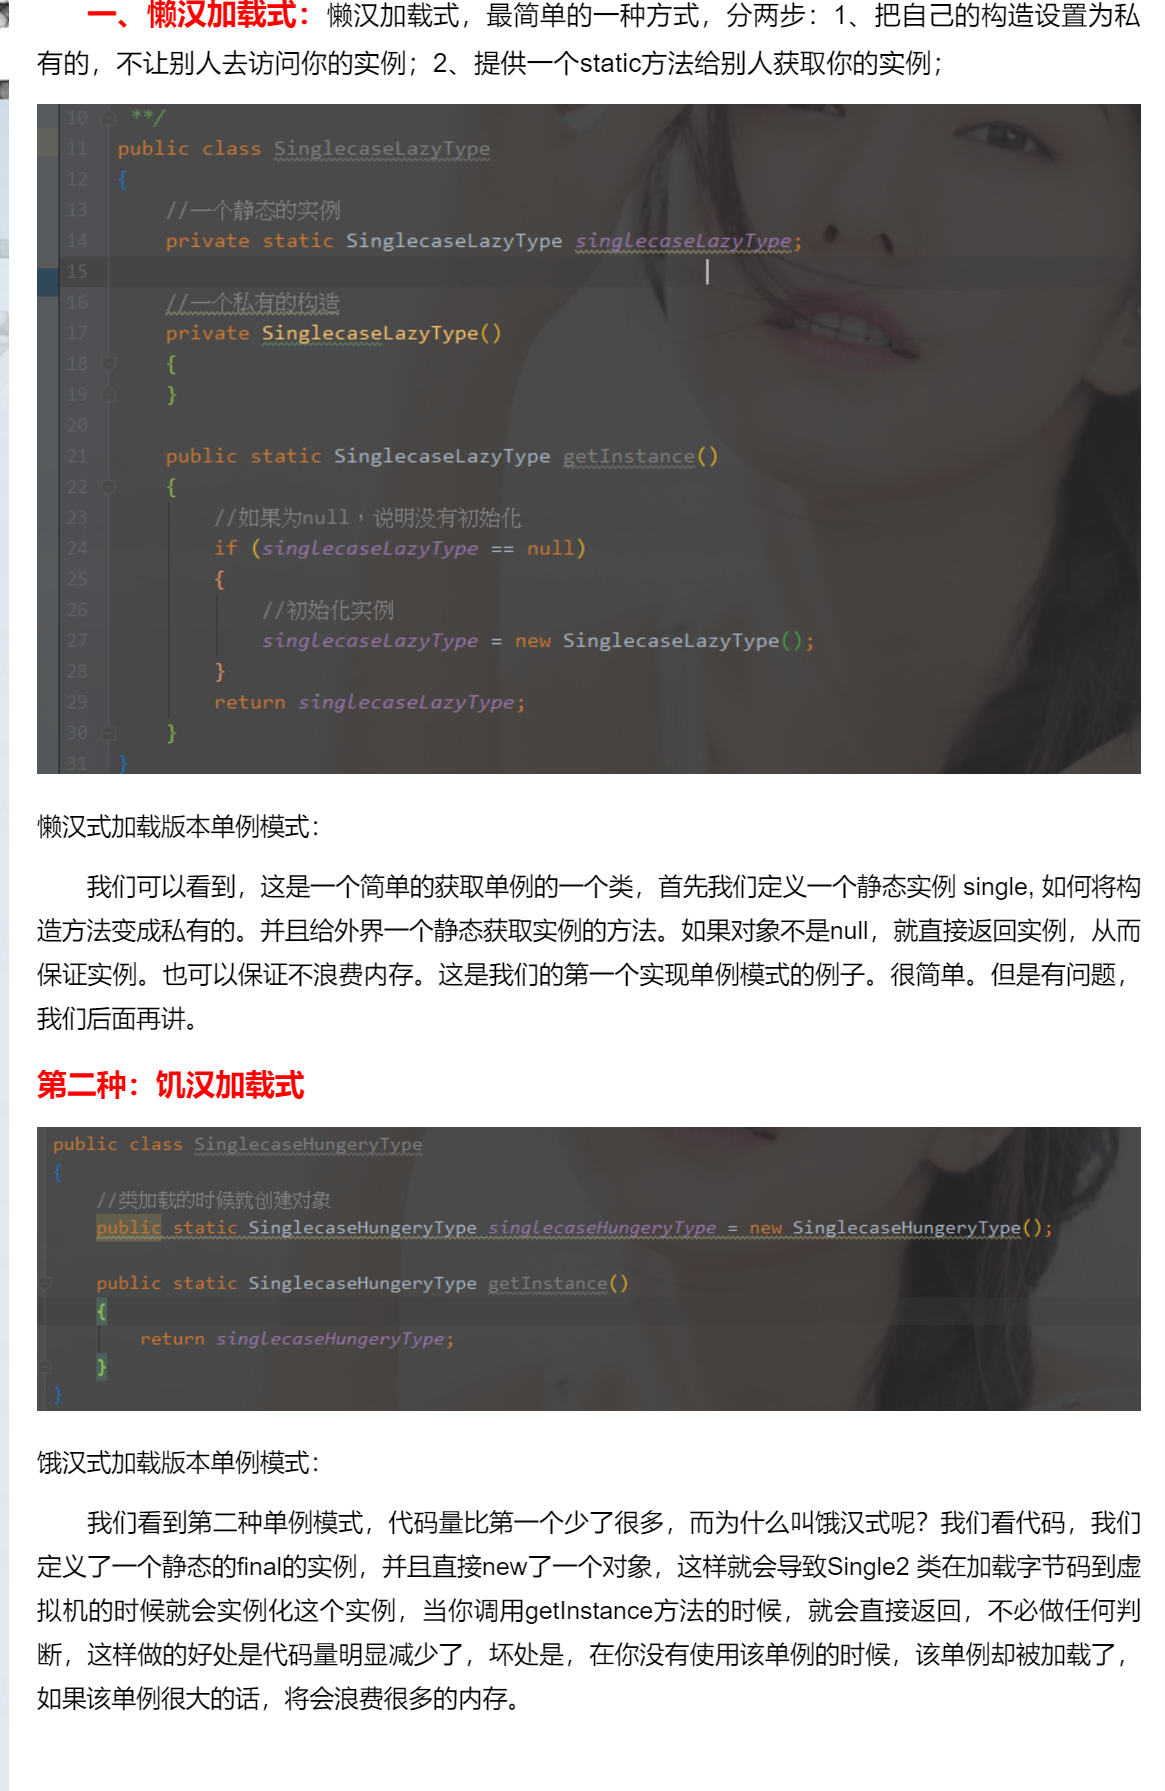 一、懒汉加载式：懒汉加载式，最简单的一种方式，分两步：1、把自己的构造设置为私
有的，不让别人去访问你的实例；2、提供一个static方法给别人获取你的实例；
10 **/
11 public class SinglecaseLazyType
12 {
13 //一个静态的实例
14 private static SinglecaseLazyType singlecaseLazyType;
15
16 //一个私有的构造
17 private SinglecaseLazyType()
18 {
19 }
20
21 public static SinglecaseLazyType getInstance()
22 {
23 //如果为null，说明没有初始化
24 if (singlecaseLazyType == null)
25 {
26 //初始化实例
27 singlecaseLazyType = new SinglecaseLazyType();
28 }
29 return singlecaseLazyType;
30 }
31 }
懒汉式加载版本单例模式：
我们可以看到，这是一个简单的获取单例的一个类，首先我们定义一个静态实例 single, 如何将构
造方法变成私有的。并且给外界一个静态获取实例的方法。如果对象不是null，就直接返回实例，从而
保证实例。也可以保证不浪费内存。这是我们的第一个实现单例模式的例子。很简单。但是有问题，
我们后面再讲。
第二种：饥汉加载式
public class SinglecaseHungeryType
{
//类加载的时候就创建对象
public static SinglecaseHungeryType singlecaseHungeryType = new SinglecaseHungeryType();
public static SinglecaseHungeryType getInstance()
{
return singlecaseHungeryType;
}
}
饿汉式加载版本单例模式：
我们看到第二种单例模式，代码量比第一个少了很多，而为什么叫饿汉式呢？我们看代码，我们
定义了一个静态的final的实例，并且直接new了一个对象，这样就会导致Single2 类在加载字节码到虚
拟机的时候就会实例化这个实例，当你调用getInstance方法的时候，就会直接返回，不必做任何判
断，这样做的好处是代码量明显减少了，坏处是，在你没有使用该单例的时候，该单例却被加载了，
如果该单例很大的话，将会浪费很多的内存。